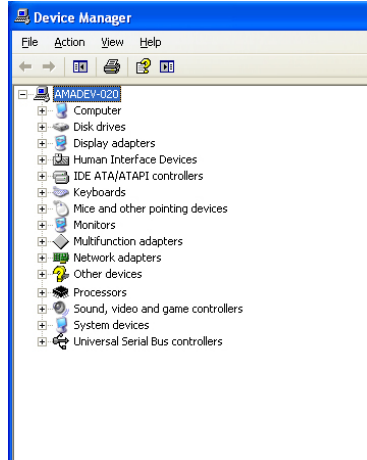 Device Manager
File Action View Help
AMADEV-020
Computer
Disk drives
Display adapters
Human Interface Devices
IDE ATA/ATAPI controllers
Keyboards
Mice and other pointing devices
Monitors
Multifunction adapters
Network adapters
Other devices
Processors
Sound, video and game controllers
System devices
Universal Serial Bus controllers